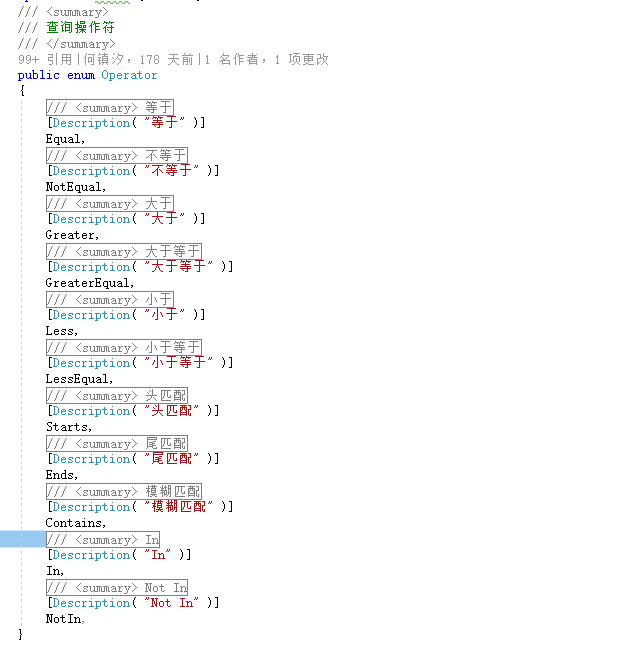 /// <summary>
/// 查询操作符
/// </summary>
99+ 引用|何镇汐，178 天前|1 名作者，1 项更改
public enum Operator
{
/// <summary> 等于
[Description( "等于" )]
Equal,
/// <summary> 不等于
[Description( "不等于" )]
NotEqual,
/// <summary> 大于
[Description( "大于" )]
Greater,
/// <summary> 大于等于
[Description( "大于等于" )]
GreaterEqual,
/// <summary> 小于
[Description( "小于" )]
Less,
/// <summary> 小于等于
[Description( "小于等于" )]
LessEqual,
/// <summary> 头匹配
[Description( "头匹配" )]
Starts,
/// <summary> 尾匹配
[Description( "尾匹配" )]
Ends,
/// <summary> 模糊匹配
[Description( "模糊匹配" )]
Contains,
/// <summary> In
[Description( "In" )]
In,
/// <summary> Not In
[Description( "Not In" )]
NotIn,
}